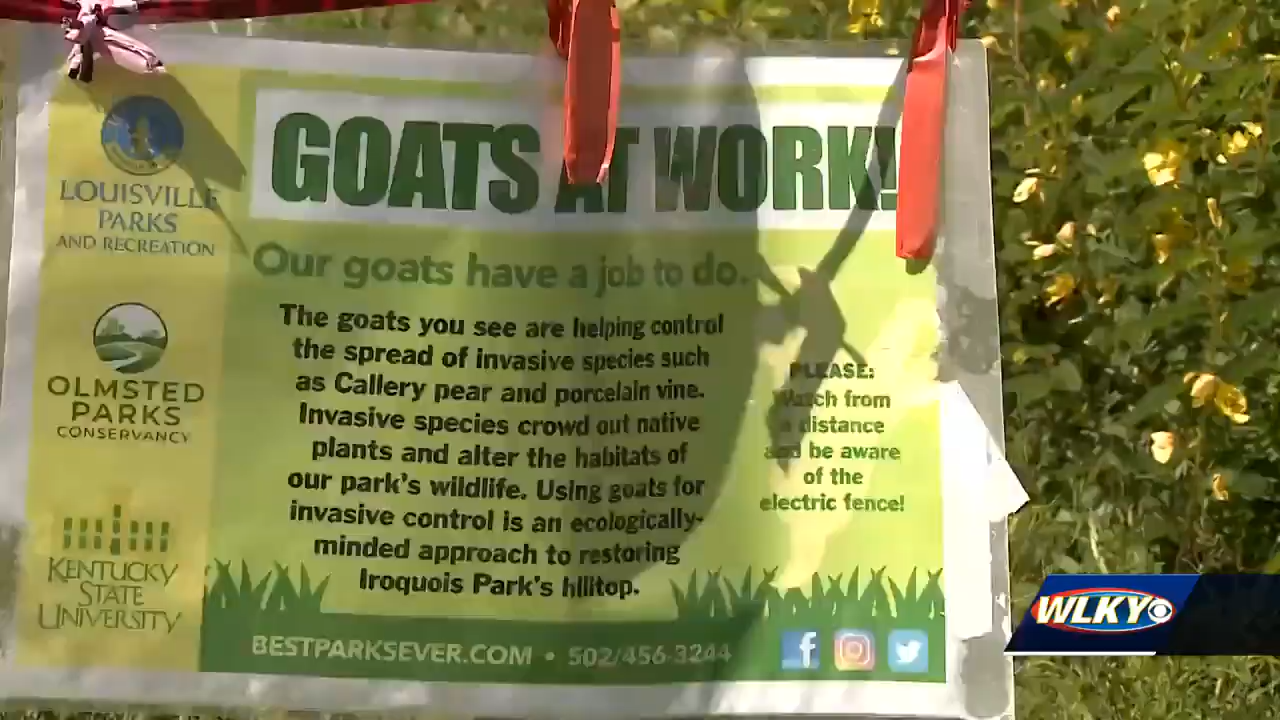 GOATS AT WORK!
LOUISVILLE
PARKS
AND RECREATION
OLMSTED
PARKS
CONSERVANCY
KENTUCKY
STATE
UNIVERSITY
Our goats have a job to do.
The goats you see are helping control
the spread of invasive species such
as Callery pear and porcelain vine.
Invasive species crowd out native
plants and alter the habitats of
our park's wildlife. Using goats for
invasive control is an ecologically-
minded approach to restoring
Iroquois Park's hilltop.
PLEASE:
Watch from
a distance
and be aware
of the
electric fence!
BESTPARKSEVER.COM • 502/456-3244
WLKY